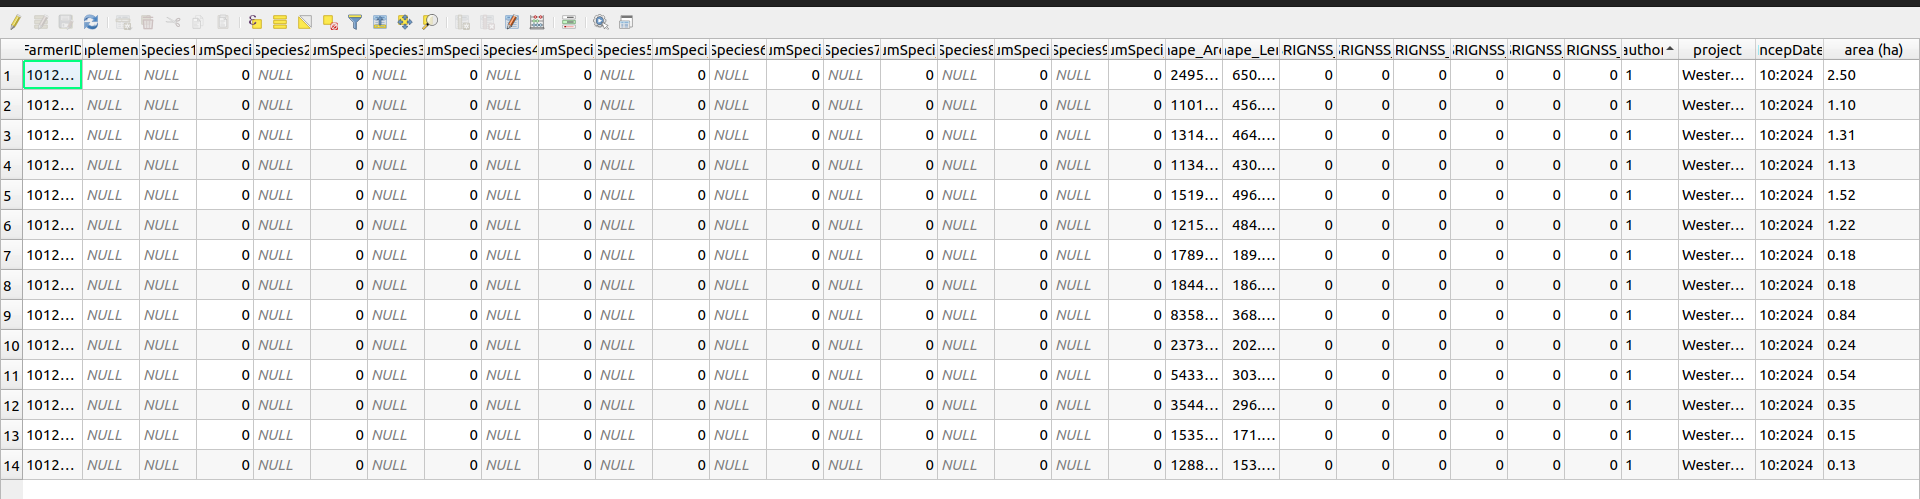 FarmerID plemen Species1 umSpeci Species2 umSpeci Species3 umSpeci Species4 umSpeci Species5 umSpeci Species6 umSpeci Species7 umSpeci Species8 umSpeci Species9 umSpeci ape_Are ape_Len RIGNSS_ RIGNSS_ RIGNSS_ RIGNSS_ RIGNSS_ RIGNSS_ author project ncepDate area (ha)
1 1012... NULL NULL 0 NULL 0 NULL 0 NULL 0 NULL 0 NULL 0 NULL 0 NULL 0 NULL 0 2495... 650.... 0 0 0 0 0 0 1 Wester... 10:2024 2.50
2 1012... NULL NULL 0 NULL 0 NULL 0 NULL 0 NULL 0 NULL 0 NULL 0 NULL 0 NULL 0 1101... 456.... 0 0 0 0 0 0 1 Wester... 10:2024 1.10
3 1012... NULL NULL 0 NULL 0 NULL 0 NULL 0 NULL 0 NULL 0 NULL 0 NULL 0 NULL 0 1314... 464.... 0 0 0 0 0 0 1 Wester... 10:2024 1.31
4 1012... NULL NULL 0 NULL 0 NULL 0 NULL 0 NULL 0 NULL 0 NULL 0 NULL 0 NULL 0 1134... 430.... 0 0 0 0 0 0 1 Wester... 10:2024 1.13
5 1012... NULL NULL 0 NULL 0 NULL 0 NULL 0 NULL 0 NULL 0 NULL 0 NULL 0 NULL 0 1519... 496.... 0 0 0 0 0 0 1 Wester... 10:2024 1.52
6 1012... NULL NULL 0 NULL 0 NULL 0 NULL 0 NULL 0 NULL 0 NULL 0 NULL 0 NULL 0 1215... 484.... 0 0 0 0 0 0 1 Wester... 10:2024 1.22
7 1012... NULL NULL 0 NULL 0 NULL 0 NULL 0 NULL 0 NULL 0 NULL 0 NULL 0 NULL 0 1789... 189.... 0 0 0 0 0 0 1 Wester... 10:2024 0.18
8 1012... NULL NULL 0 NULL 0 NULL 0 NULL 0 NULL 0 NULL 0 NULL 0 NULL 0 NULL 0 1844... 186.... 0 0 0 0 0 0 1 Wester... 10:2024 0.18
9 1012... NULL NULL 0 NULL 0 NULL 0 NULL 0 NULL 0 NULL 0 NULL 0 NULL 0 NULL 0 8358... 368.... 0 0 0 0 0 0 1 Wester... 10:2024 0.84
10 1012... NULL NULL 0 NULL 0 NULL 0 NULL 0 NULL 0 NULL 0 NULL 0 NULL 0 NULL 0 2373... 202.... 0 0 0 0 0 0 1 Wester... 10:2024 0.24
11 1012... NULL NULL 0 NULL 0 NULL 0 NULL 0 NULL 0 NULL 0 NULL 0 NULL 0 NULL 0 5433... 303.... 0 0 0 0 0 0 1 Wester... 10:2024 0.54
12 1012... NULL NULL 0 NULL 0 NULL 0 NULL 0 NULL 0 NULL 0 NULL 0 NULL 0 NULL 0 3544... 296.... 0 0 0 0 0 0 1 Wester... 10:2024 0.35
13 1012... NULL NULL 0 NULL 0 NULL 0 NULL 0 NULL 0 NULL 0 NULL 0 NULL 0 NULL 0 1535... 171.... 0 0 0 0 0 0 1 Wester... 10:2024 0.15
14 1012... NULL NULL 0 NULL 0 NULL 0 NULL 0 NULL 0 NULL 0 NULL 0 NULL 0 NULL 0 1288... 153.... 0 0 0 0 0 0 1 Wester... 10:2024 0.13